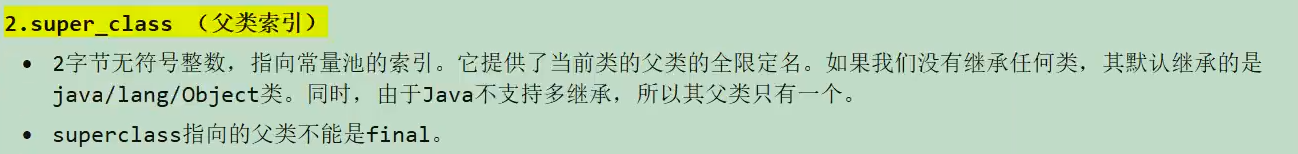 2.super_class （父类索引）
• 2字节无符号整数，指向常量池的索引。它提供了当前类的父类的全限定名。如果我们没有继承任何类，其默认继承的是
java/lang/Object类。同时，由于Java不支持多继承，所以其父类只有一个。
• superclass指向的父类不能是final。